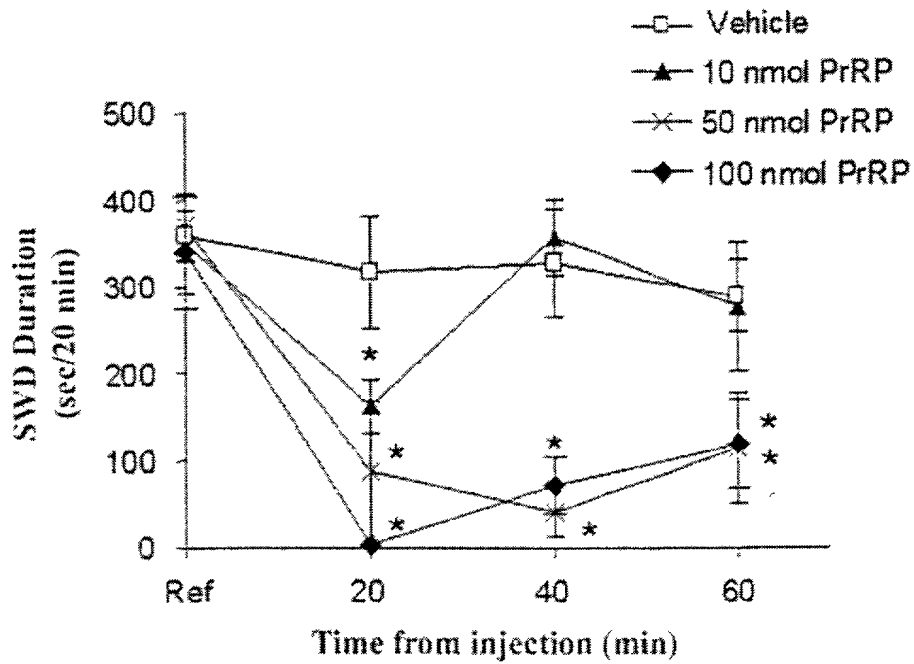 Vehicle
10 nmol PrRP
50 nmol PrRP
100 nmol PrRP
SWD Duration
(sec/20 min)
500
400
300
200
100
0
*
*
*
*
*
*
*
Ref
20
40
60
Time from injection (min)